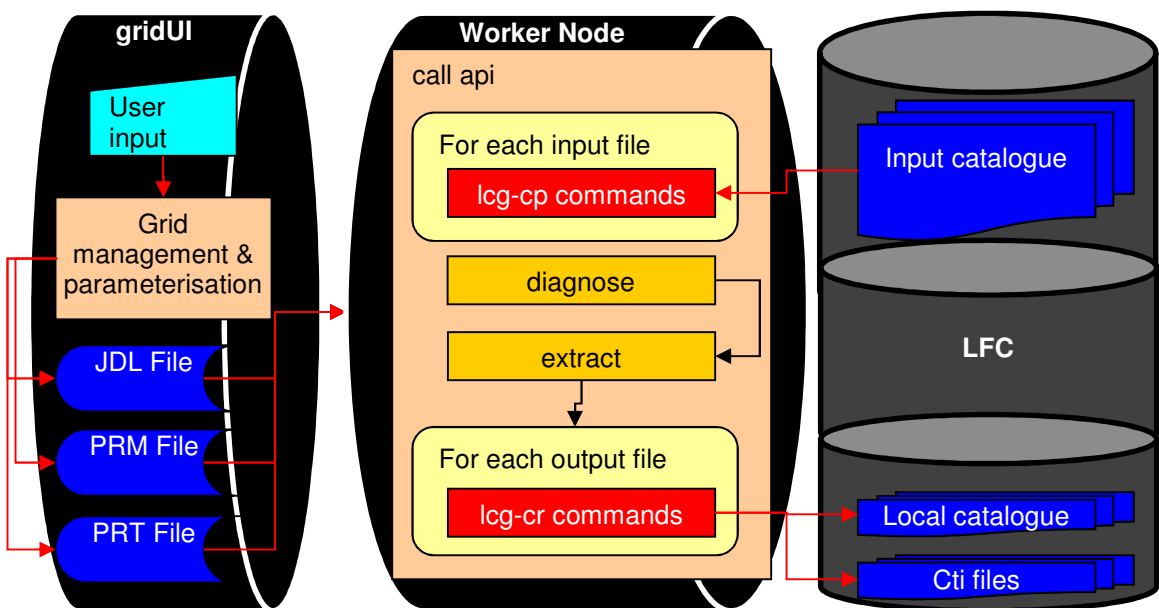 gridUI
User
input
Grid
management &
parameterisation
JDL File
PRM File
PRT File
Worker Node
call api
For each input file
lcg-cp commands
diagnose
extract
For each output file
lcg-cr commands
Input catalogue
LFC
Local catalogue
Cti files